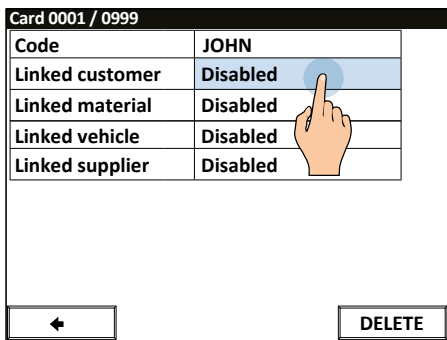 Card 0001 / 0999
Code JOHN
Linked customer Disabled
Linked material Disabled
Linked vehicle Disabled
Linked supplier Disabled
🡸 DELETE